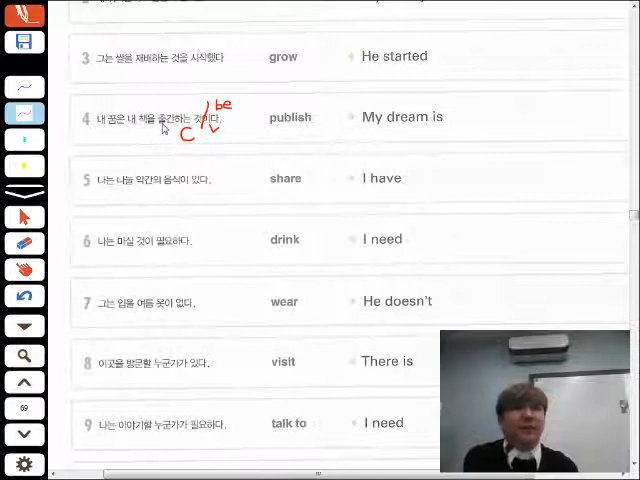 3 그는 쌀을 재배하는 것을 시작했다 grow He started
be
4 내 꿈은 내 책을 출간하는 것이다. publish My dream is
C V
5 나는 나눌 약간의 음식이 있다. share I have
6 나는 마실 것이 필요하다. drink I need
7 그는 입을 여름 옷이 없다. wear He doesn't
8 이곳을 방문할 누군가가 있다. visit There is
9 나는 이야기할 누군가가 필요하다. talk to I need
69